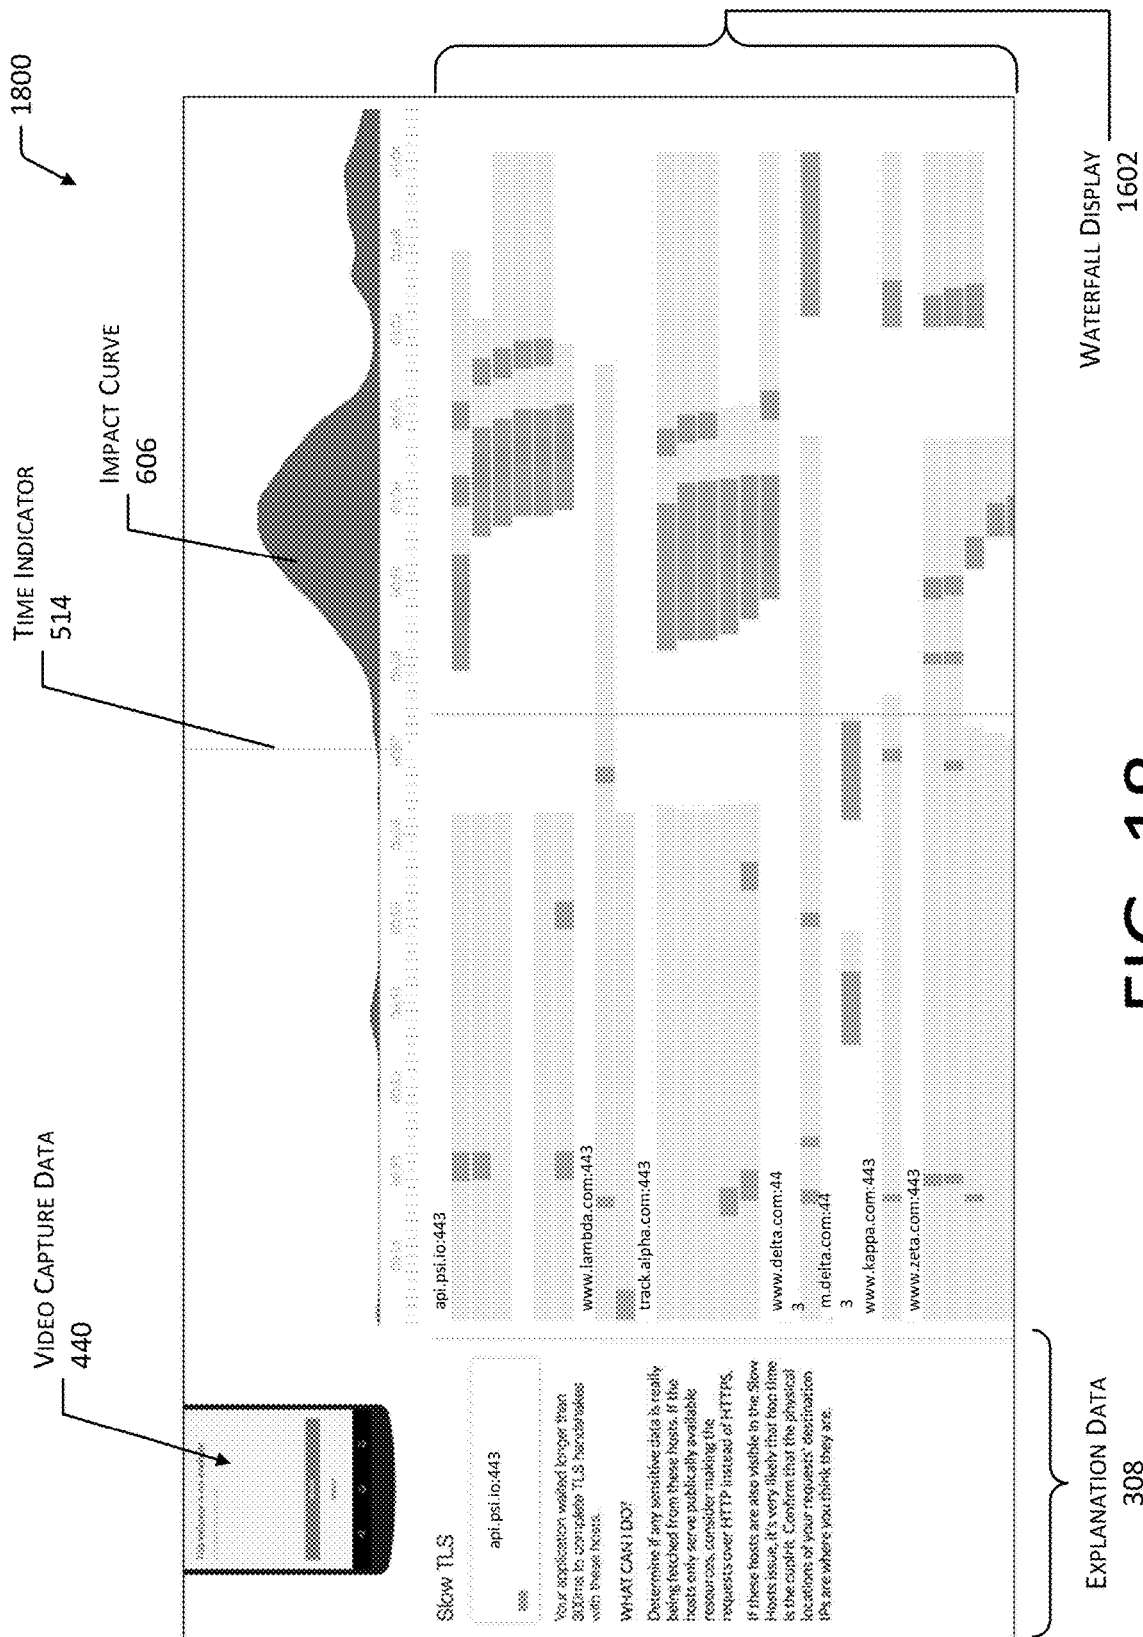 1800
VIDEO CAPTURE DATA
440
TIME INDICATOR
514
IMPACT CURVE
606
Slow TLS
api.psi.io:443
Your application waited longer than
300ms to complete TLS handshakes
with these hosts.
WHAT CAN I DO?
Determine if any sensitive data is really
being fetched from these hosts. If the
hosts only serve publically available
resources, consider making the
requests over HTTP instead of HTTPS.
If these hosts are also visible in the Slow
Hosts issue, it's very likely that hop time
is the culprit. Confirm that the physical
locations of your requests' destination
IPs are where you think they are.
api.psi.io:443
www.lambda.com:443
track.alpha.com:443
www.delta.com:44
3
m.delta.com:44
3
www.kappa.com:443
www.zeta.com:443
EXPLANATION DATA
308
WATERFALL DISPLAY
1602